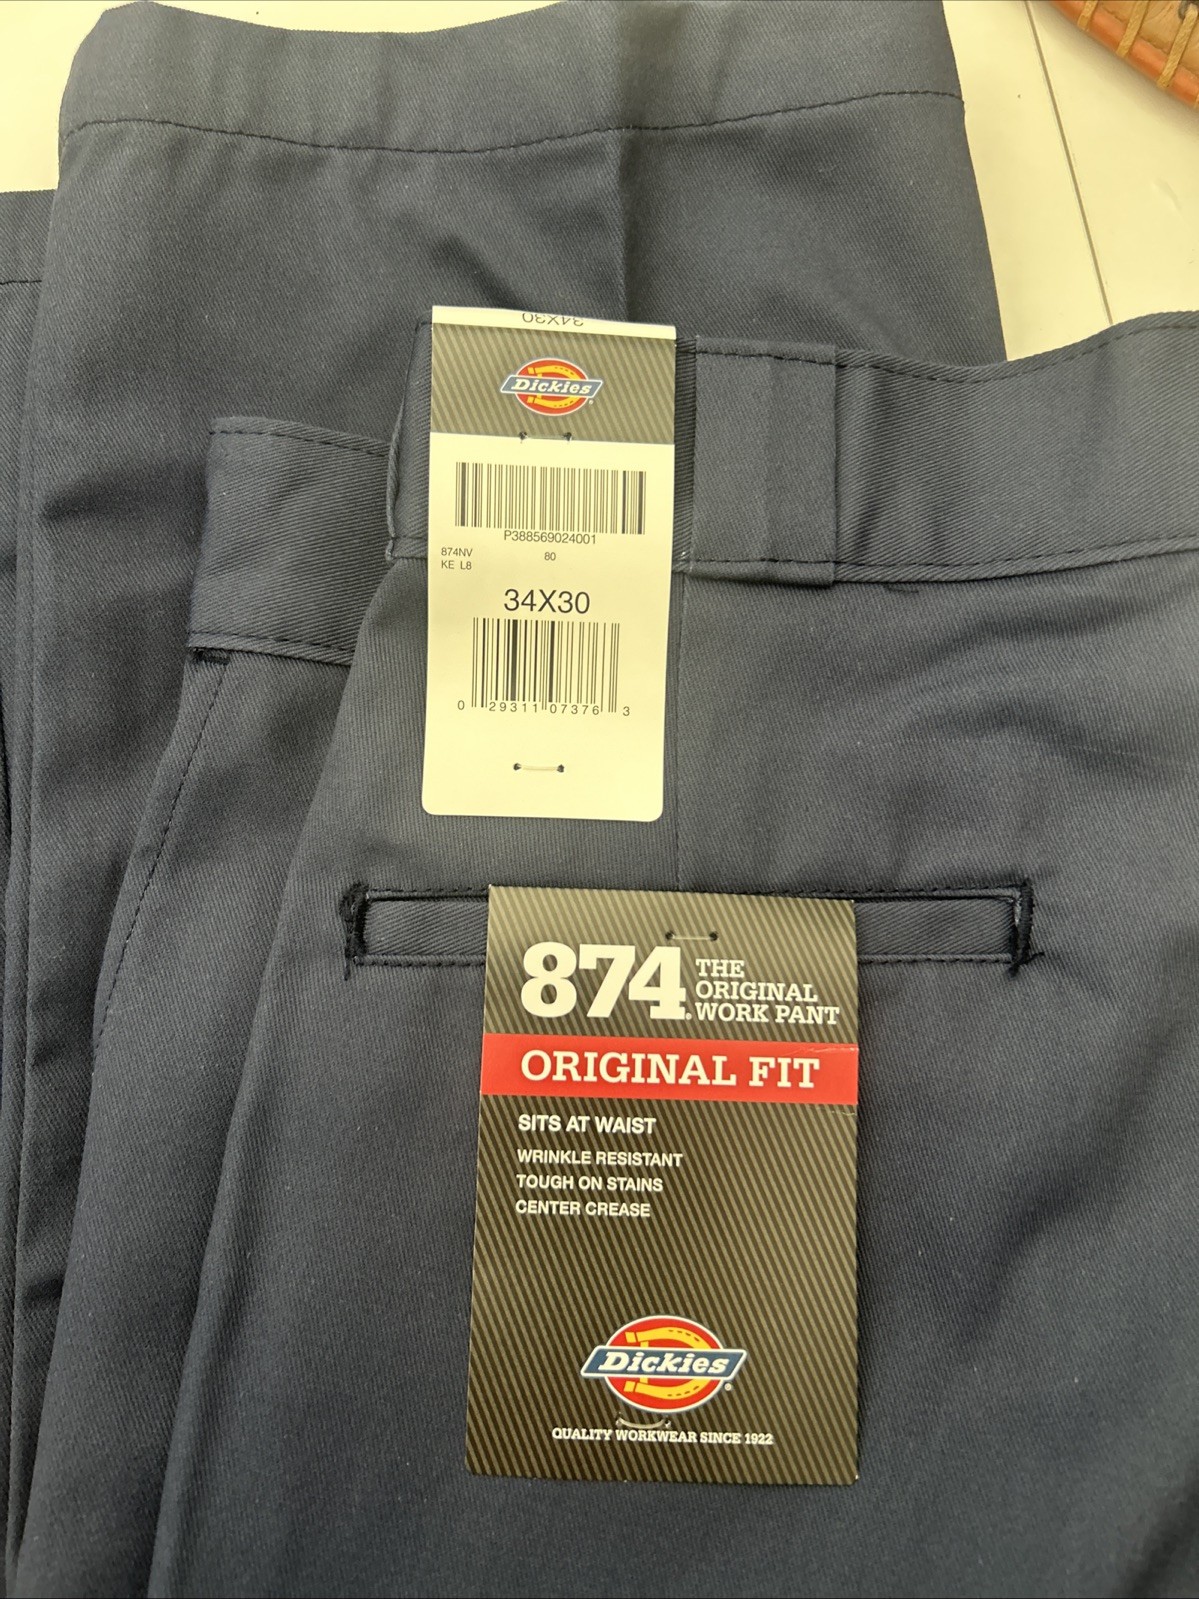 34X30
Dickies
P388569024001
874NV
80
KE L8
34X30
0 29311 07376 3
874.
THE
ORIGINAL
WORK PANT
ORIGINAL FIT
SITS AT WAIST
WRINKLE RESISTANT
TOUGH ON STAINS
CENTER CREASE
Dickies
QUALITY WORKWEAR SINCE 1922